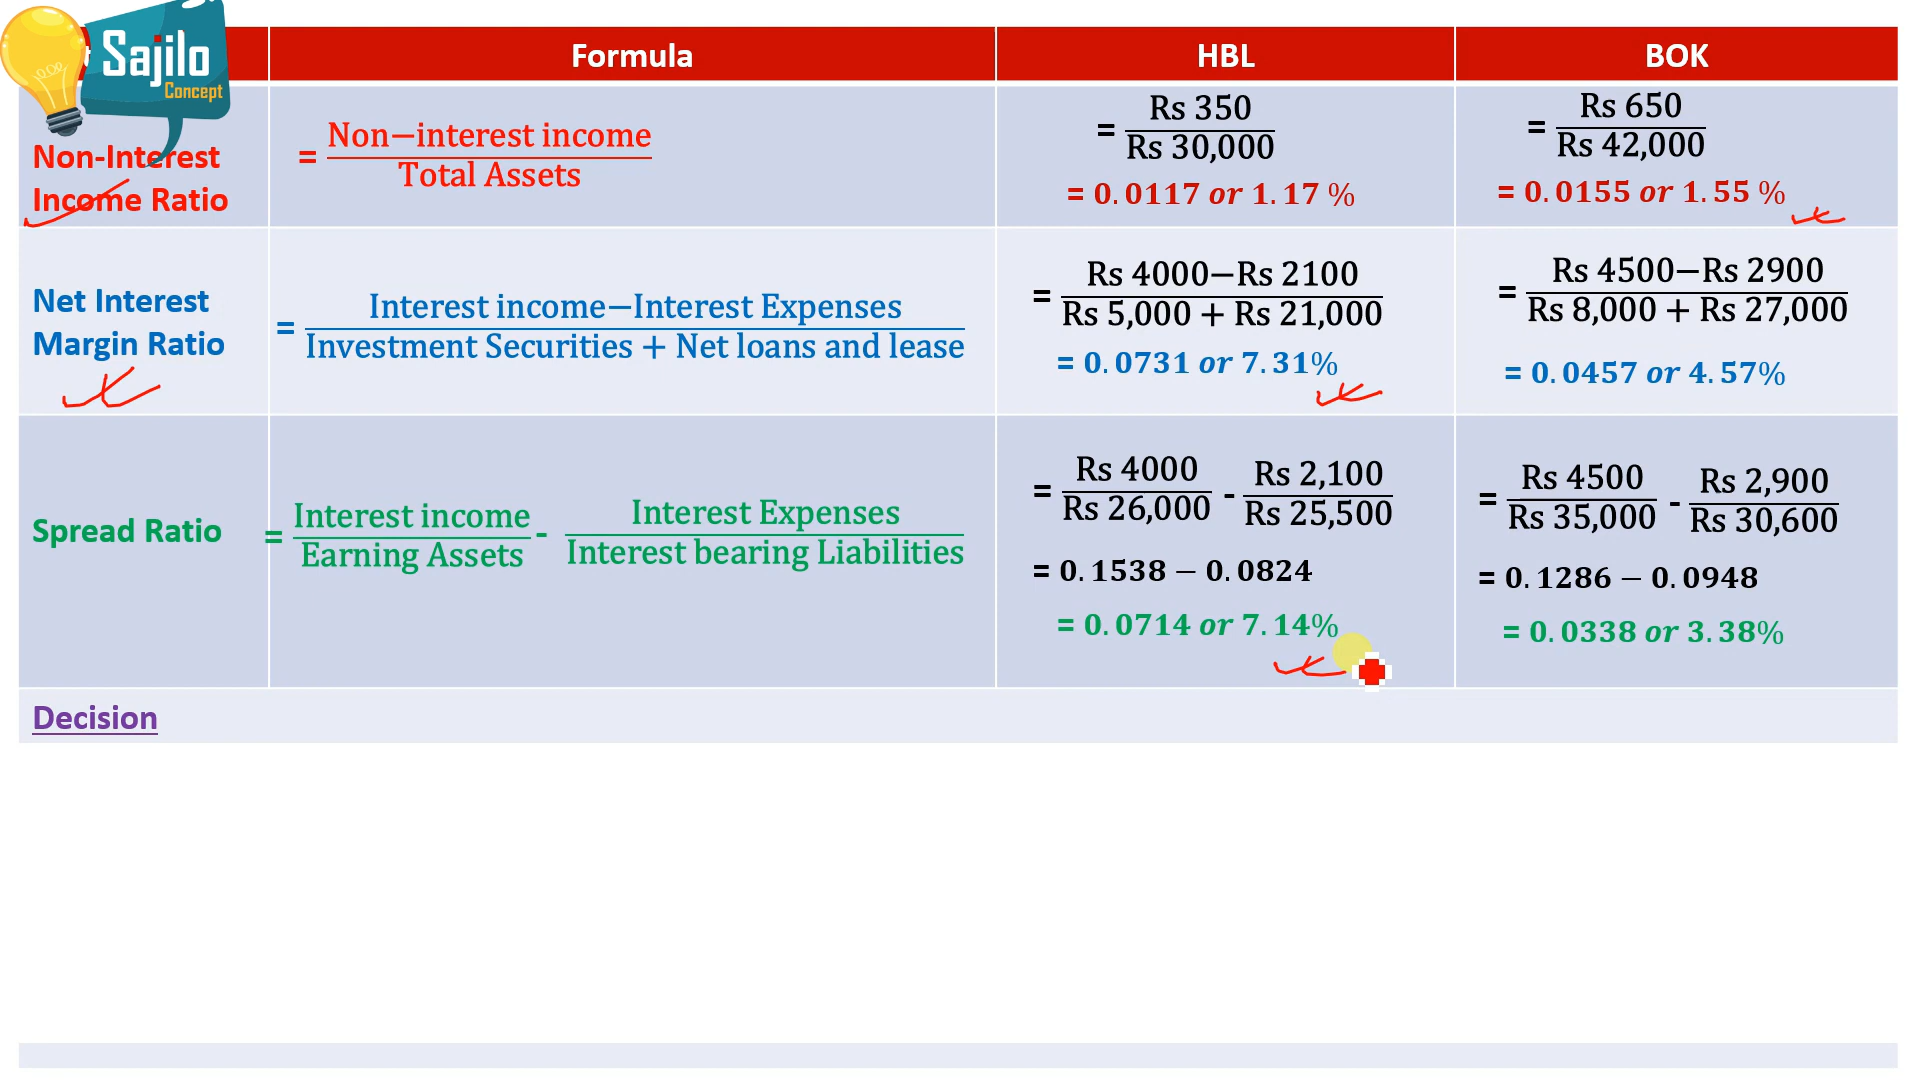 Sajilo
Concept
Formula
HBL
BOK
Non-Interest
Income Ratio
= Non−interest income
Total Assets
= Rs 350
Rs 30,000
= 0.0117 or 1.17 %
= Rs 650
Rs 42,000
= 0.0155 or 1.55 %
Net Interest
Margin Ratio
= Interest income−Interest Expenses
Investment Securities + Net loans and lease
= Rs 4000−Rs 2100
Rs 5,000 + Rs 21,000
= 0.0731 or 7.31%
= Rs 4500−Rs 2900
Rs 8,000 + Rs 27,000
= 0.0457 or 4.57%
Spread Ratio
= Interest income - Interest Expenses
Earning Assets Interest bearing Liabilities
= Rs 4000 - Rs 2,100
Rs 26,000 Rs 25,500
= 0.1538 − 0.0824
= 0.0714 or 7.14%
= Rs 4500 - Rs 2,900
Rs 35,000 Rs 30,600
= 0.1286 − 0.0948
= 0.0338 or 3.38%
Decision